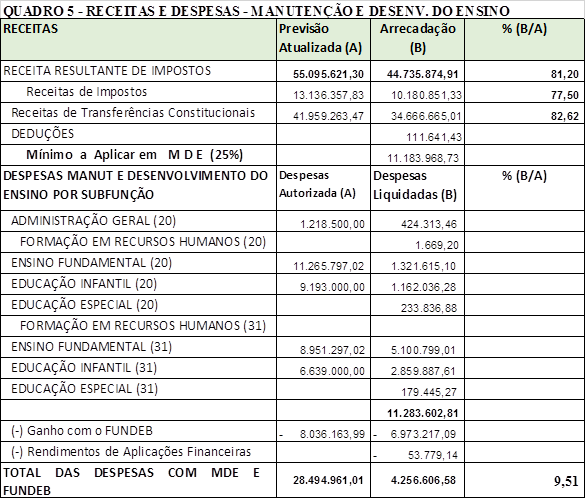 QUADRO 5 - RECEITAS E DESPESAS - MANUTENÇÃO E DESENV. DO ENSINO
RECEITAS Previsão Atualizada (A) Arrecadação (B) % (B/A)
RECEITA RESULTANTE DE IMPOSTOS 55.095.621,30 44.735.874,91 81,20
Receitas de Impostos 13.136.357,83 10.180.851,33 77,50
Receitas de Transferências Constitucionais 41.959.263,47 34.666.665,01 82,62
DEDUÇÕES 111.641,43
Mínimo a Aplicar em M D E (25%) 11.183.968,73
DESPESAS MANUT E DESENVOLVIMENTO DO ENSINO POR SUBFUNÇÃO Despesas Autorizada (A) Despesas Liquidadas (B) % (B/A)
ADMINISTRAÇÃO GERAL (20) 1.218.500,00 424.313,46
FORMAÇÃO EM RECURSOS HUMANOS (20) 1.669,20
ENSINO FUNDAMENTAL (20) 11.265.797,02 1.321.615,10
EDUCAÇÃO INFANTIL (20) 9.193.000,00 1.162.036,28
EDUCAÇÃO ESPECIAL (20) 233.836,88
FORMAÇÃO EM RECURSOS HUMANOS (31)
ENSINO FUNDAMENTAL (31) 8.951.297,02 5.100.799,01
EDUCAÇÃO INFANTIL (31) 6.639.000,00 2.859.887,61
EDUCAÇÃO ESPECIAL (31) 179.445,27
11.283.602,81
(-) Ganho com o FUNDEB - 8.036.163,99 - 6.973.217,09
(-) Rendimentos de Aplicações Financeiras - 53.779,14
TOTAL DAS DESPESAS COM MDE E FUNDEB 28.494.961,01 4.256.606,58 9,51